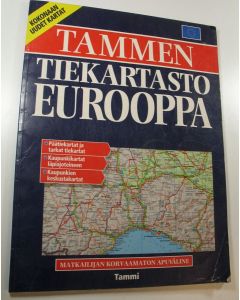 KOKONAAN
UUDET KARTAT
TAMMEN
TIEKARTASTO
EUROOPPA
Päätiekartat ja
tarkat tiekartat
Kaupunkikartat
läpiajoteineen
Kaupunkien
keskustakartat
MATKAILIJAN KORVAAMATON APUVÄLINE
Tammi